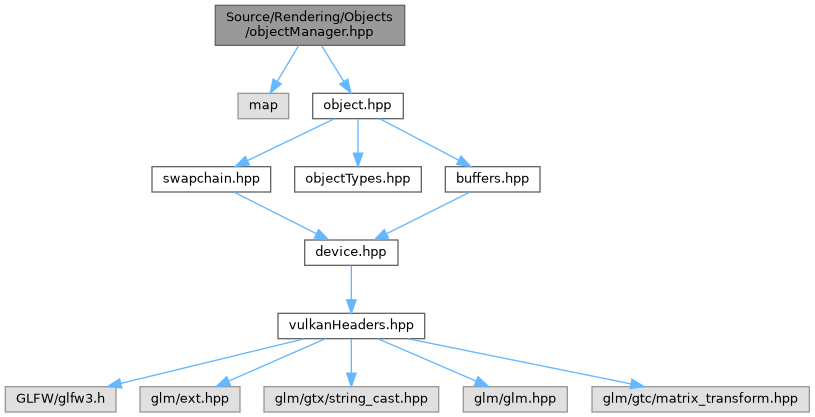 Source/Rendering/Objects
/objectManager.hpp
map
object.hpp
swapchain.hpp
objectTypes.hpp
buffers.hpp
device.hpp
vulkanHeaders.hpp
GLFW/glfw3.h
glm/ext.hpp
glm/gtx/string_cast.hpp
glm/glm.hpp
glm/gtc/matrix_transform.hpp